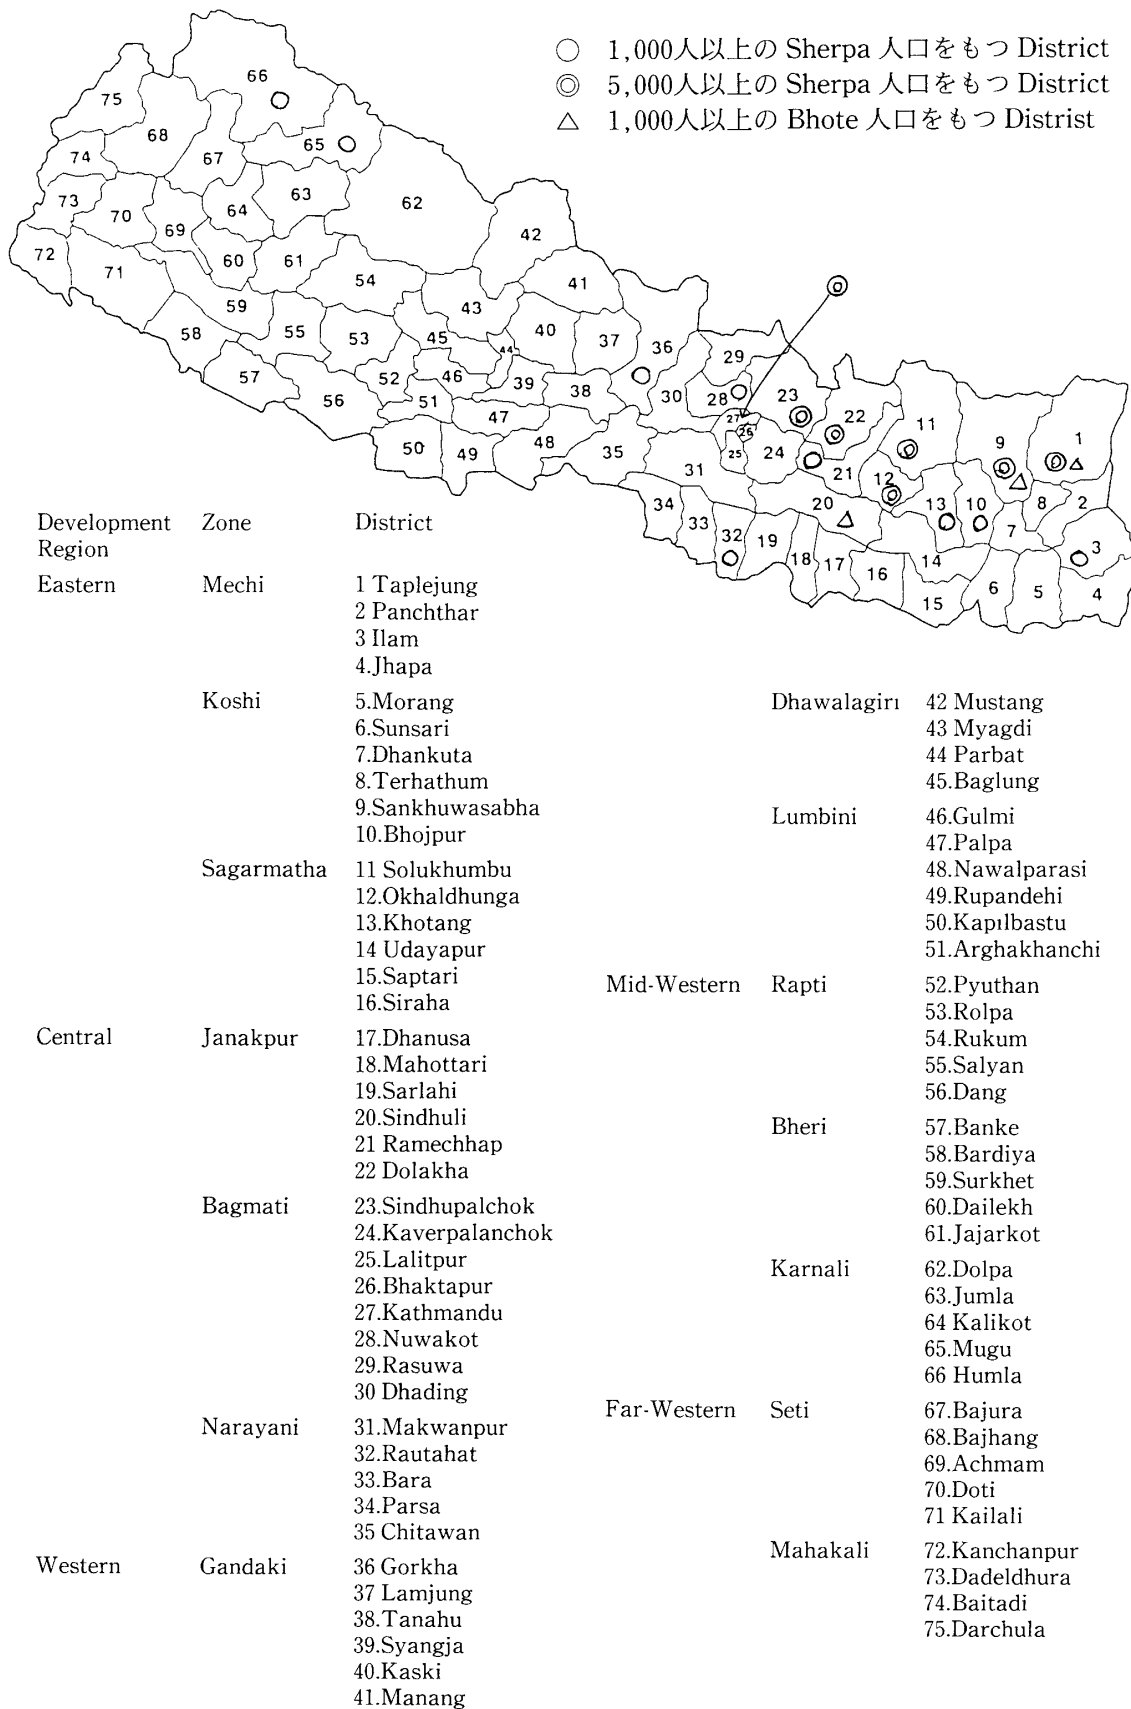 ○ 1,000人以上の Sherpa 人口をもつ District
◎ 5,000人以上の Sherpa 人口をもつ District
△ 1,000人以上の Bhote 人口をもつ Distrist
66
75
68
65
67
74
63
62
73
70
64
69
42
72
60
61
71
54
41
59
43
58
55
53
45
40
37
36
44
29
57
52
46
39
38
30
28
23
56
51
22
11
47
27
26
9
1
50
49
48
35
25
24
31
21
12
34
33
20
13
10
8
2
32
19
7
3
18
17
16
14
15
6
5
4
Development Region
Zone
District
Eastern
Mechi
1 Taplejung
2 Panchthar
3 Ilam
4.Jhapa
Koshi
5.Morang
6.Sunsari
7.Dhankuta
8.Terhathum
9.Sankhuwasabha
10.Bhojpur
Sagarmatha
11 Solukhumbu
12.Okhaldhunga
13.Khotang
14 Udayapur
15.Saptari
16.Siraha
Central
Janakpur
17.Dhanusa
18.Mahottari
19.Sarlahi
20.Sindhuli
21 Ramechhap
22 Dolakha
Bagmati
23.Sindhupalchok
24.Kaverpalanchok
25.Lalitpur
26.Bhaktapur
27.Kathmandu
28.Nuwakot
29.Rasuwa
30 Dhading
Narayani
31.Makwanpur
32.Rautahat
33.Bara
34.Parsa
35 Chitawan
Western
Gandaki
36 Gorkha
37 Lamjung
38.Tanahu
39.Syangja
40.Kaski
41.Manang
Dhawalagiri
42 Mustang
43 Myagdi
44 Parbat
45.Baglung
Lumbini
46.Gulmi
47.Palpa
48.Nawalparasi
49.Rupandehi
50.Kapilbastu
51.Arghakhanchi
Mid-Western
Rapti
52.Pyuthan
53.Rolpa
54.Rukum
55.Salyan
56.Dang
Bheri
57.Banke
58.Bardiya
59.Surkhet
60.Dailekh
61.Jajarkot
Karnali
62.Dolpa
63.Jumla
64 Kalikot
65.Mugu
66 Humla
Far-Western
Seti
67.Bajura
68.Bajhang
69.Achmam
70.Doti
71 Kailali
Mahakali
72.Kanchanpur
73.Dadeldhura
74.Baitadi
75.Darchula